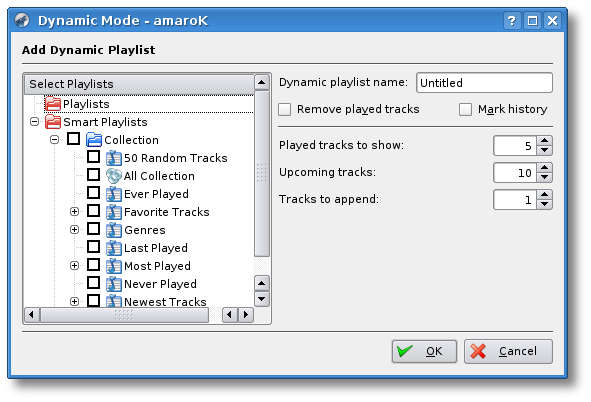 Dynamic Mode - amaroK
Add Dynamic Playlist
Select Playlists
Playlists
Smart Playlists
Collection
50 Random Tracks
All Collection
Ever Played
Favorite Tracks
Genres
Last Played
Most Played
Never Played
Newest Tracks
Dynamic playlist name: Untitled
Remove played tracks Mark history
Played tracks to show: 5
Upcoming tracks: 10
Tracks to append: 1
OK Cancel